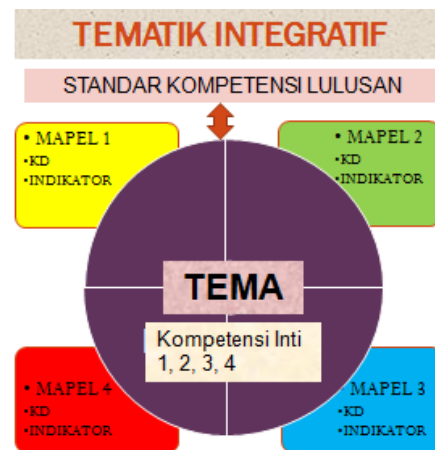 TEMATIK INTEGRATIF
STANDAR KOMPETENSI LULUSAN
• MAPEL 1
•KD
•INDIKATOR
• MAPEL 2
•KD
•INDIKATOR
TEMA
Kompetensi Inti
1, 2, 3, 4
• MAPEL 4
•KD
•INDIKATOR
• MAPEL 3
•KD
•INDIKATOR